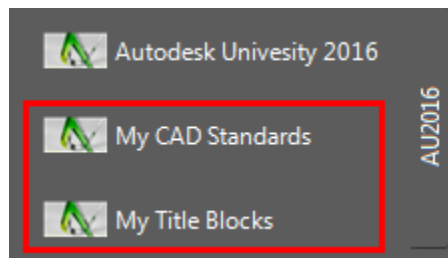 Autodesk Univesity 2016
My CAD Standards
My Title Blocks
AU2016